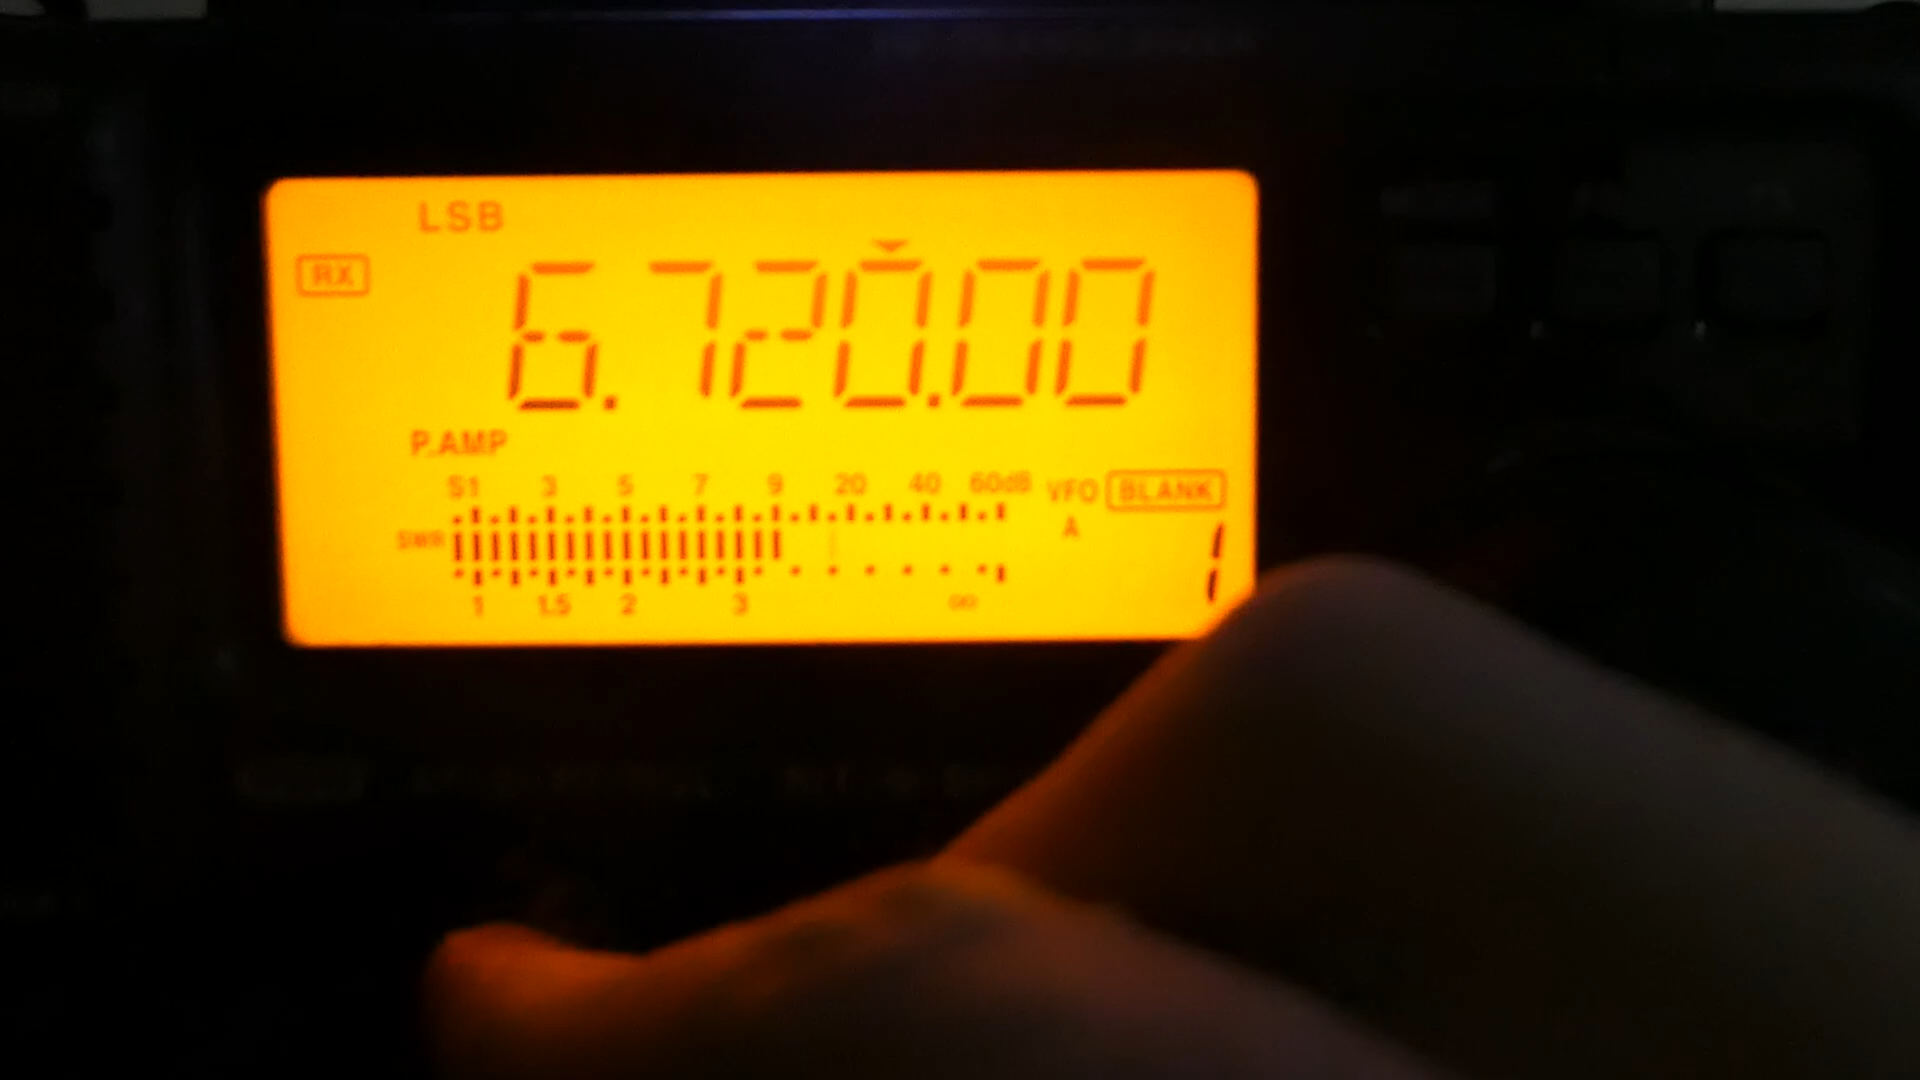 LSB
RX
6.720.00
P.AMP
S1 3 5 7 9 20 40 60dB
VFO BLANK
A
SWR
1
1 1.5 2 3 ∞